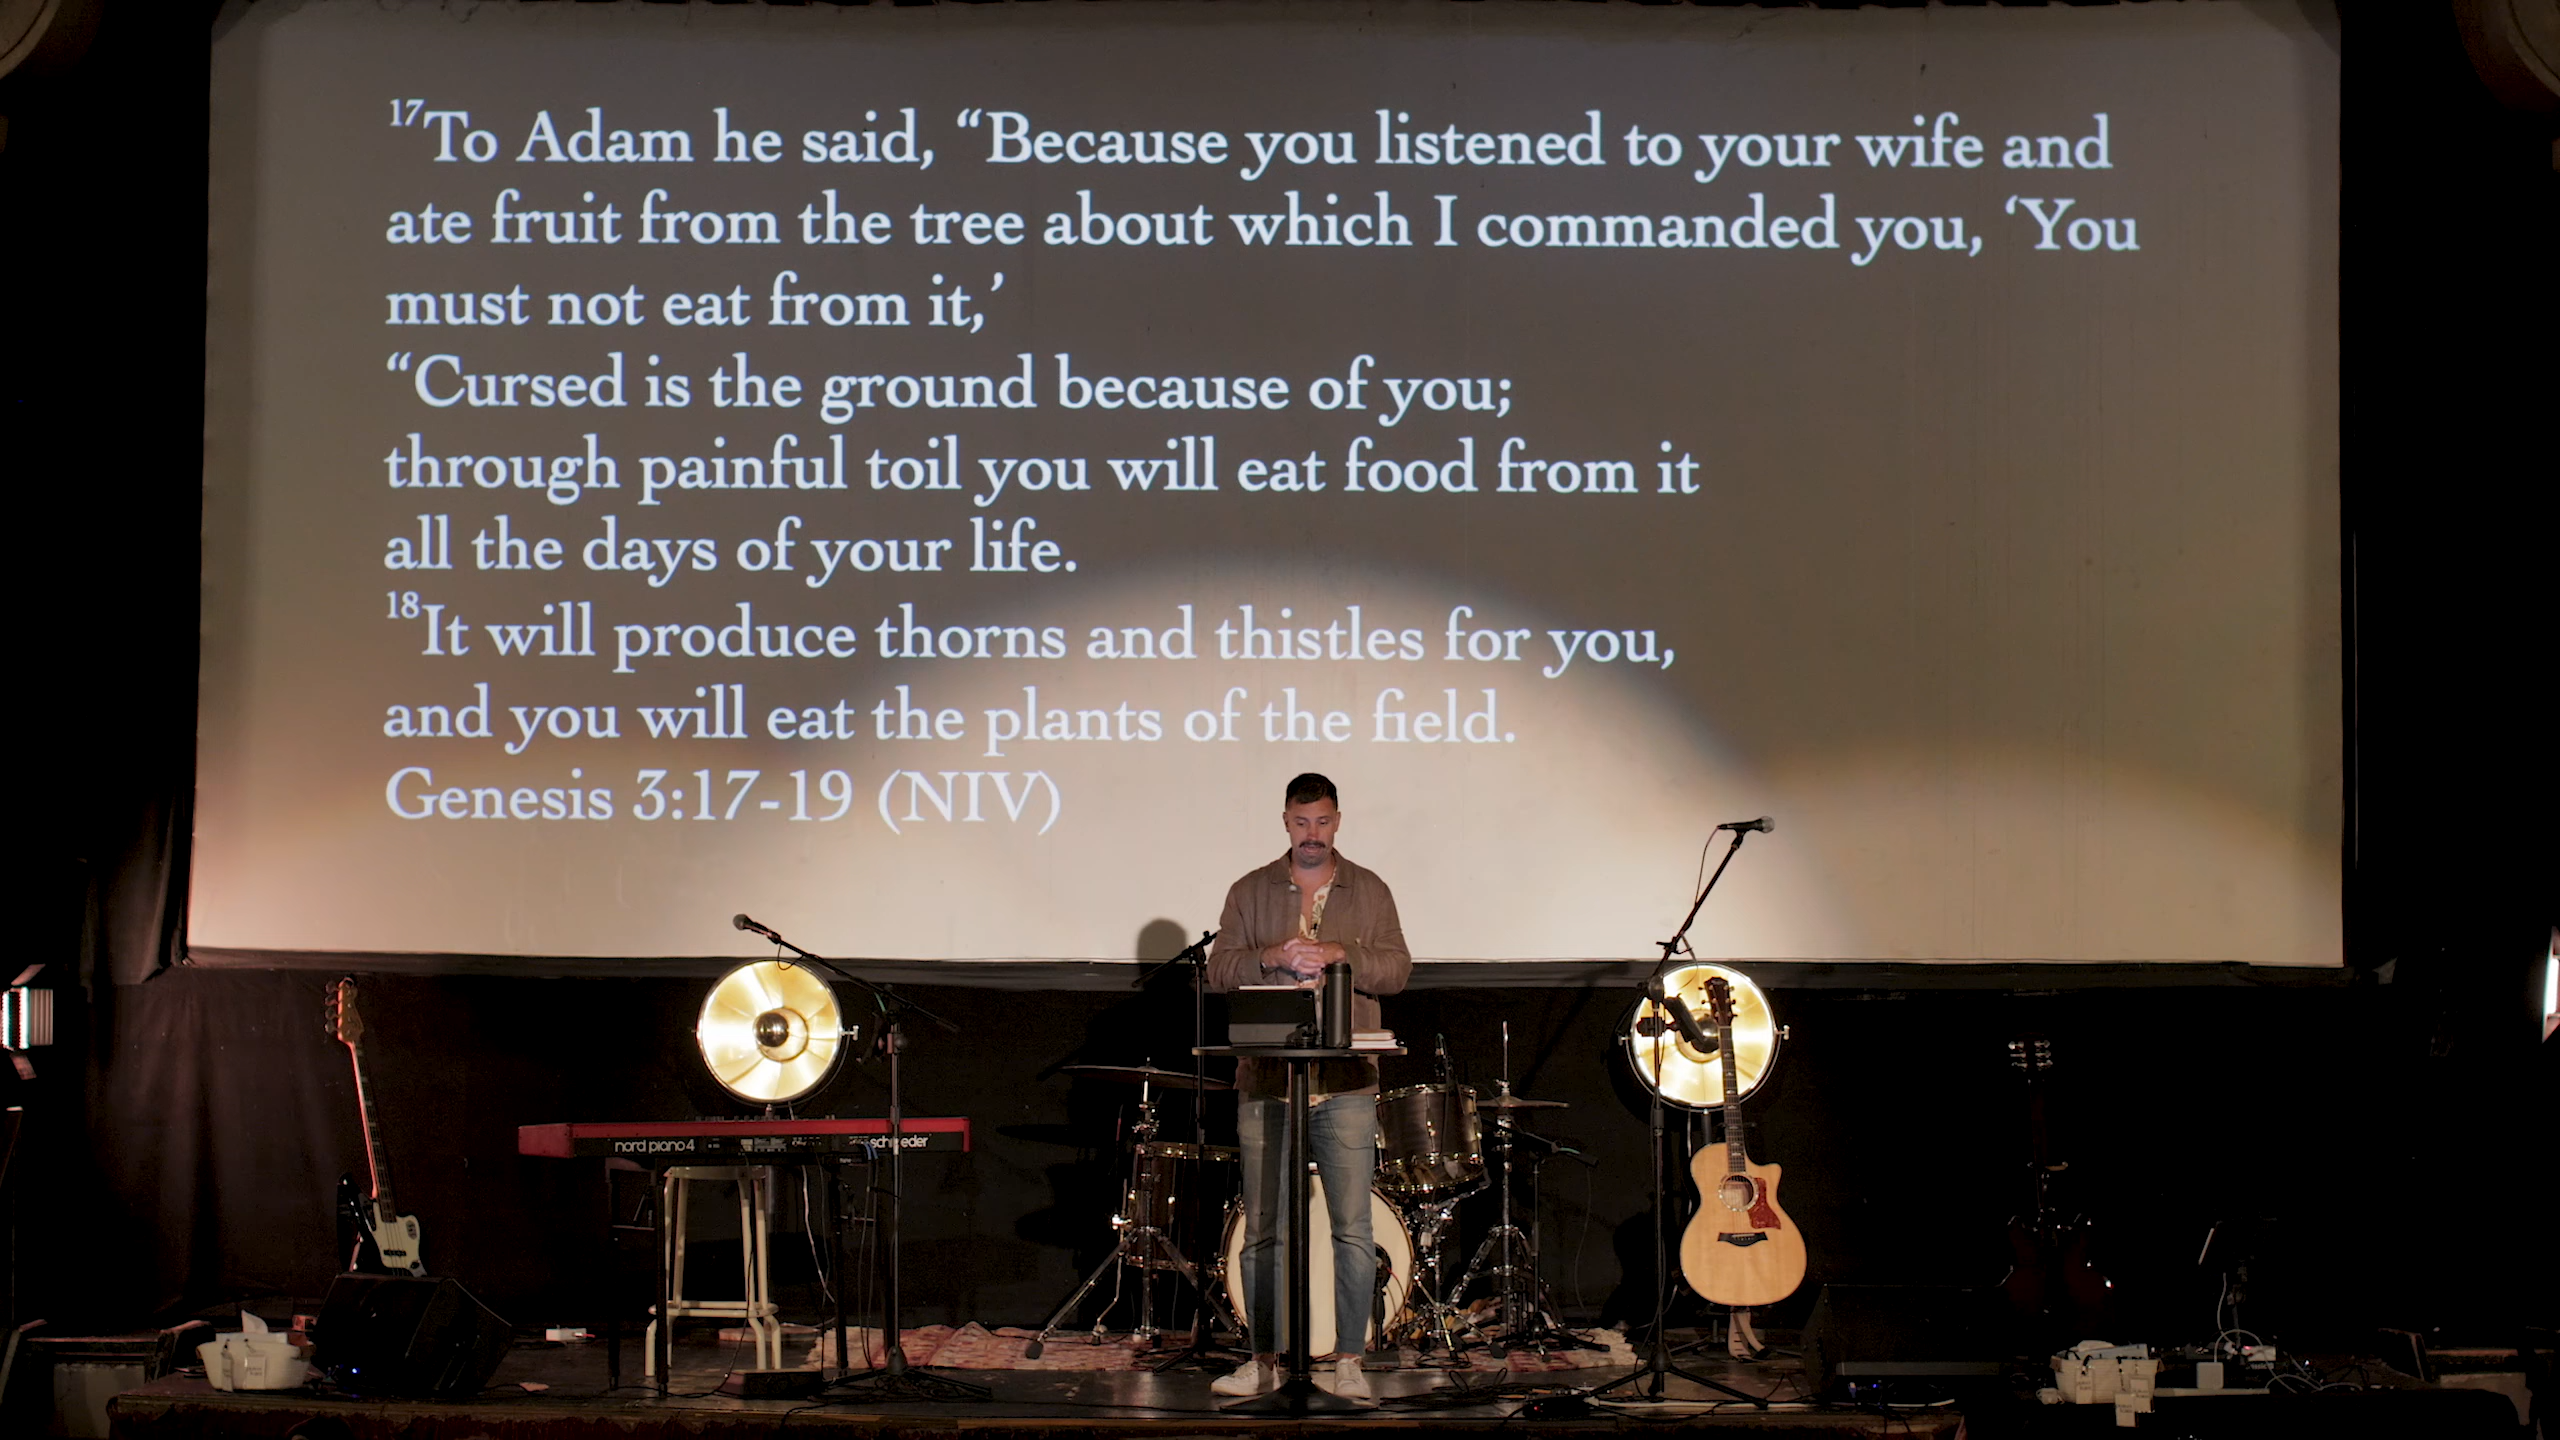 ¹⁷To Adam he said, “Because you listened to your wife and
ate fruit from the tree about which I commanded you, ‘You
must not eat from it,’
“Cursed is the ground because of you;
through painful toil you will eat food from it
all the days of your life.
¹⁸It will produce thorns and thistles for you,
and you will eat the plants of the field.
Genesis 3:17-19 (NIV)
nord piano 4